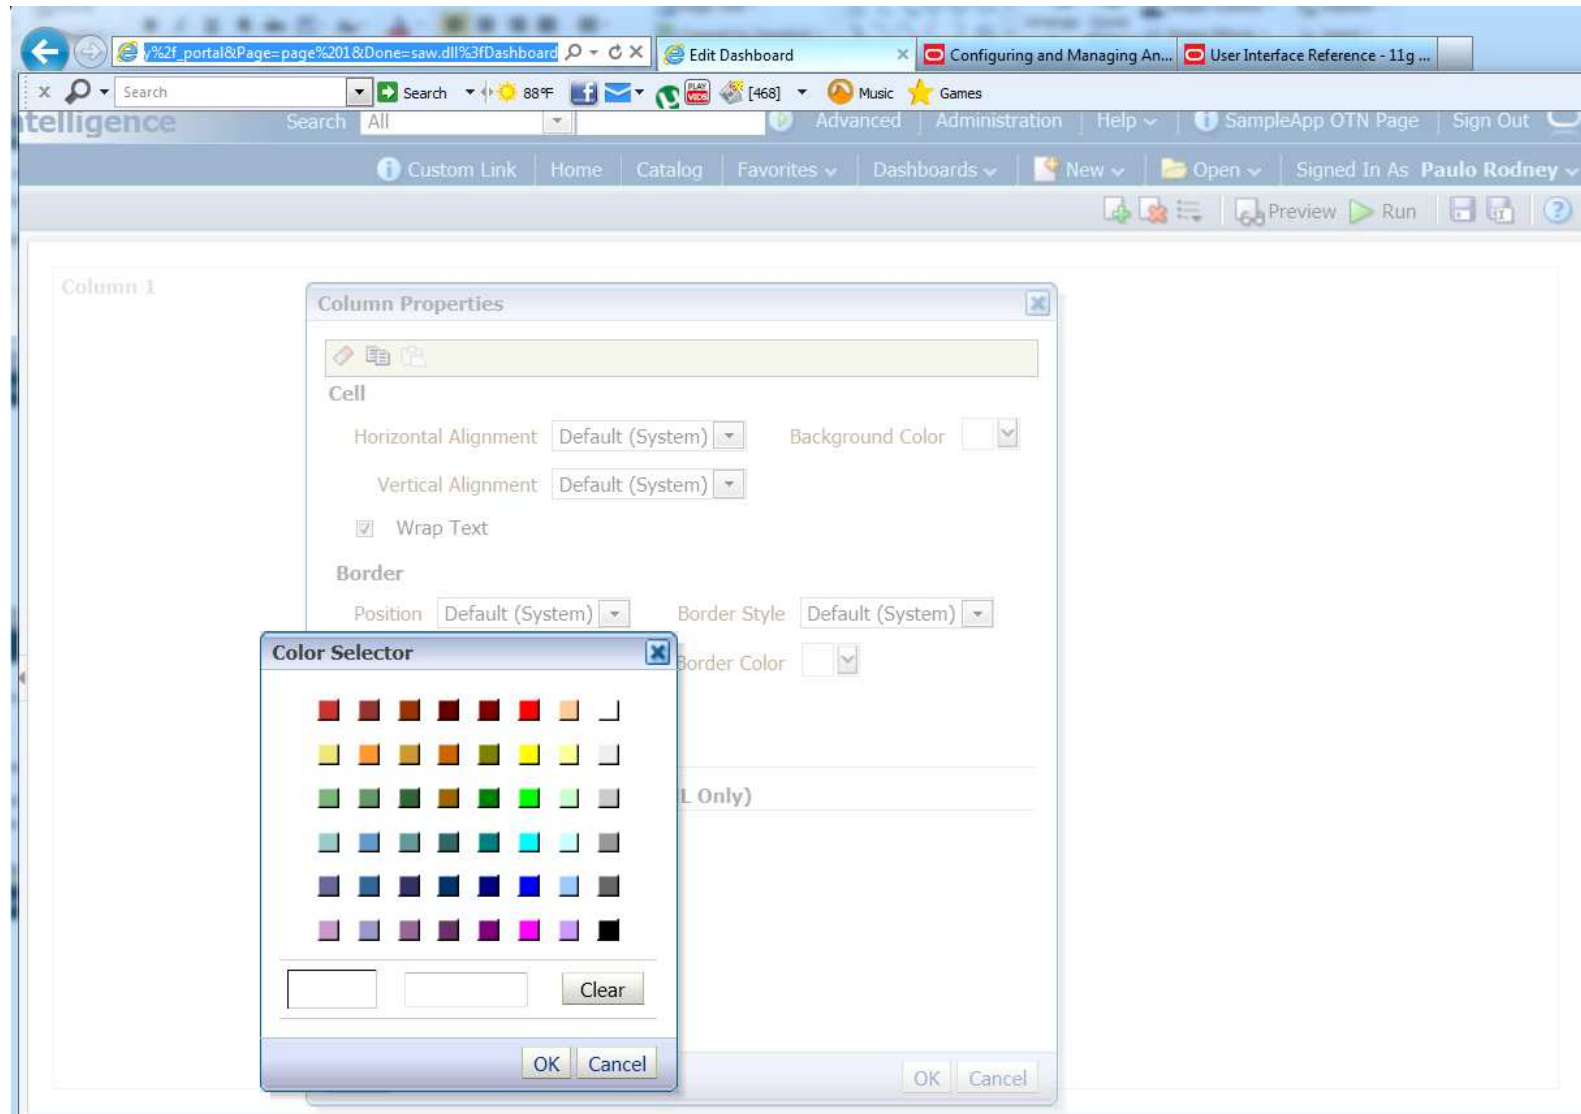 y%2f_portal&Page=page%201&Done=saw.dll%3fDashboard
Edit Dashboard
Configuring and Managing An...
User Interface Reference - 11g ...
Search
Search
88°F
PLAY
[468]
Music
Games
telligence
Search
All
Advanced
Administration
Help
SampleApp OTN Page
Sign Out
Custom Link
Home
Catalog
Favorites
Dashboards
New
Open
Signed In As Paulo Rodney
Preview
Run
Column 1
Column Properties
Cell
Horizontal Alignment
Default (System)
Background Color
Vertical Alignment
Default (System)
Wrap Text
Border
Position
Default (System)
Border Style
Default (System)
Color Selector
Border Color
L Only)
Clear
OK
Cancel
OK
Cancel